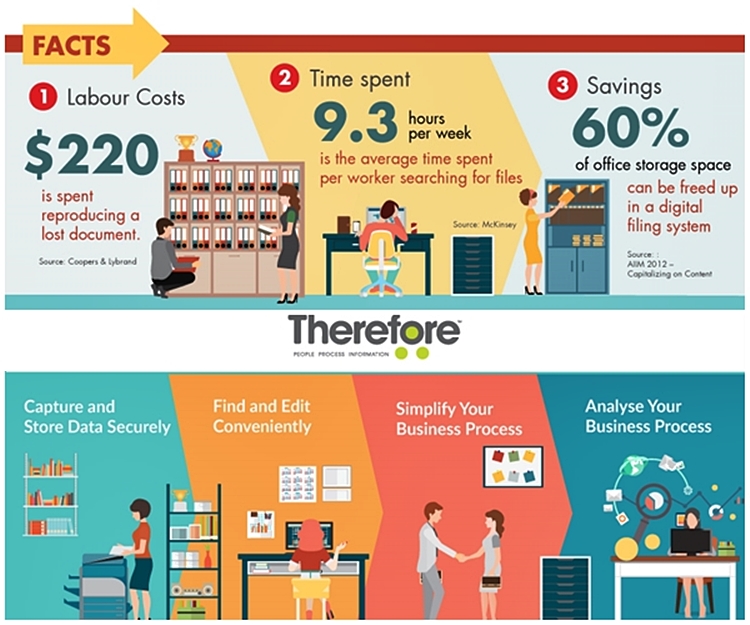 FACTS
1 Labour Costs
$220
is spent
reproducing a
lost document.
Source: Coopers & Lybrand
2 Time spent
9.3 hours
per week
is the average time spent
per worker searching for files
Source: McKinsey
3 Savings
60%
of office storage space
can be freed up
in a digital
filing system
Source: :
AIIM 2012 –
Capitalizing on Content
Therefore™
PEOPLE PROCESS INFORMATION
Capture and
Store Data Securely
Find and Edit
Conveniently
Simplify Your
Business Process
Analyse Your
Business Process